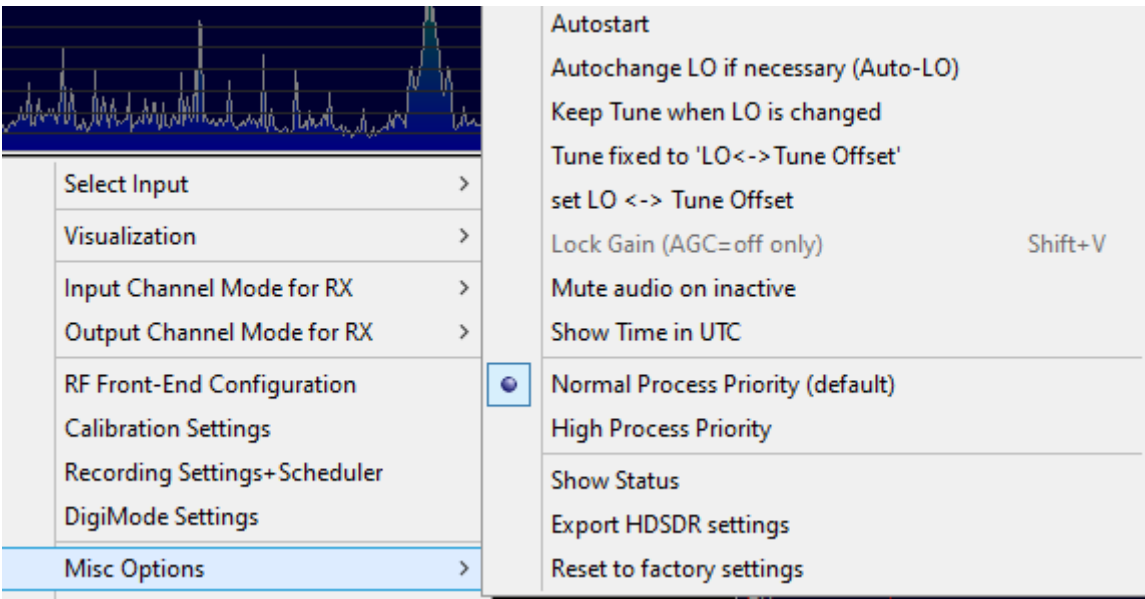 Select Input
Visualization
Input Channel Mode for RX
Output Channel Mode for RX
RF Front-End Configuration
Calibration Settings
Recording Settings+Scheduler
DigiMode Settings
Misc Options
Autostart
Autochange LO if necessary (Auto-LO)
Keep Tune when LO is changed
Tune fixed to 'LO<->Tune Offset'
set LO <-> Tune Offset
Lock Gain (AGC=off only) Shift+V
Mute audio on inactive
Show Time in UTC
Normal Process Priority (default)
High Process Priority
Show Status
Export HDSDR settings
Reset to factory settings